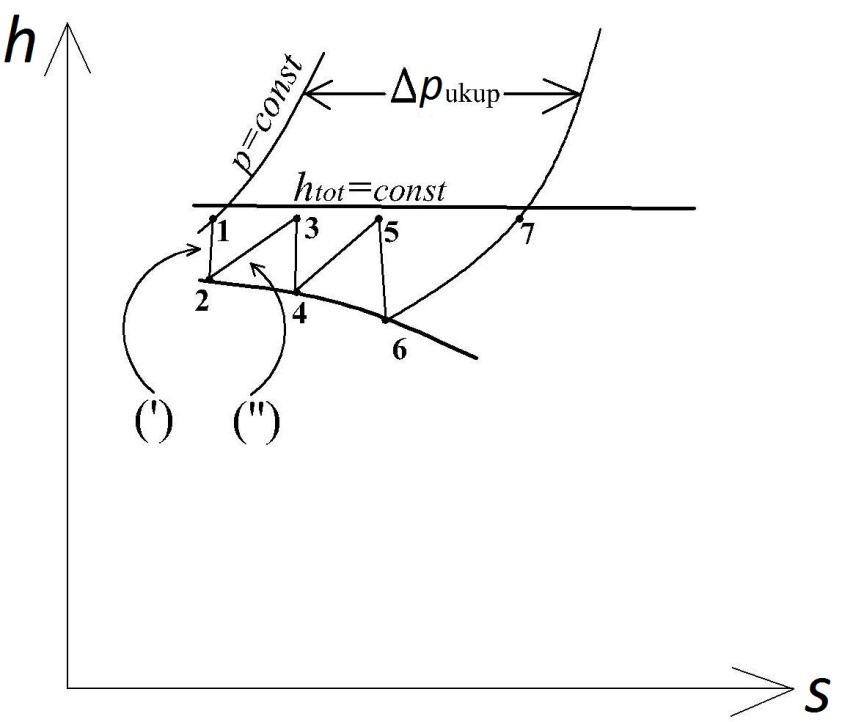 h
p=const
Δpukup
htot=const
1
3
5
7
2
4
6
(')
(")
s